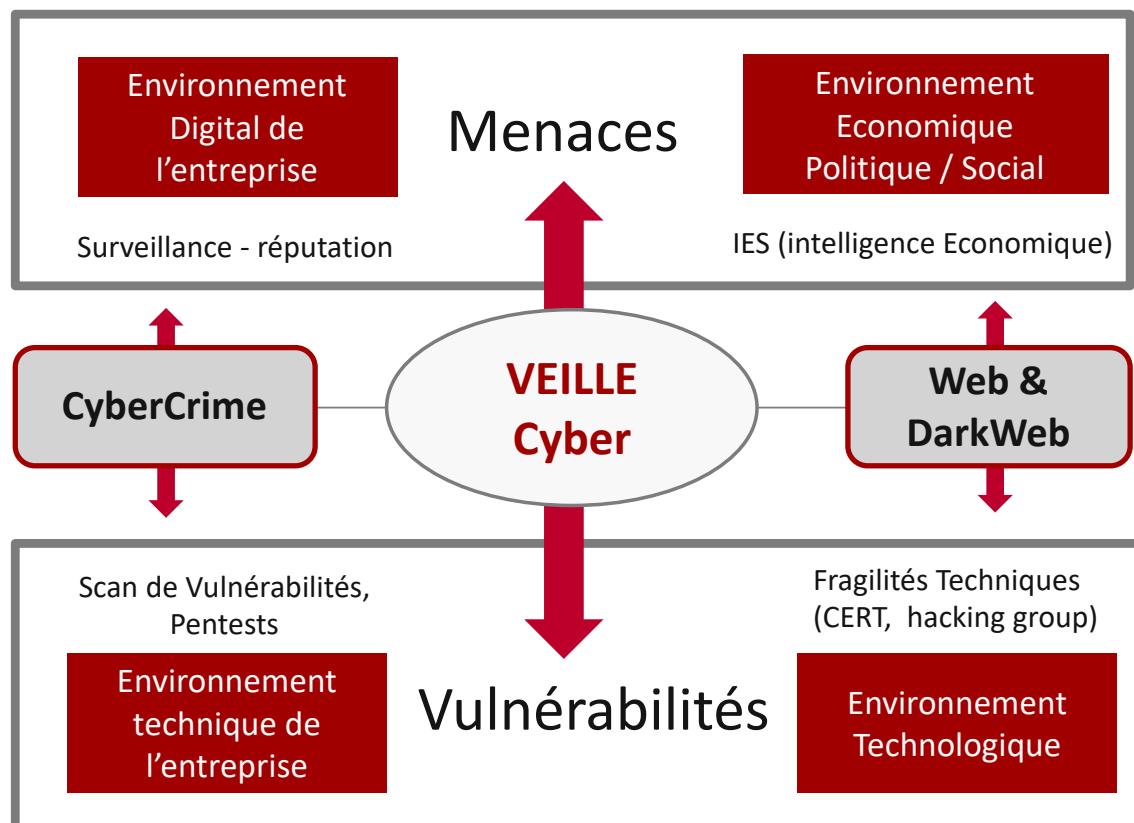 Environnement
Digital de
l’entreprise
Menaces
Environnement
Economique
Politique / Social
Surveillance - réputation
IES (intelligence Economique)
CyberCrime
VEILLE
Cyber
Web &
DarkWeb
Scan de Vulnérabilités,
Pentests
Fragilités Techniques
(CERT,  hacking group)
Environnement
technique de
l’entreprise
Vulnérabilités
Environnement
Technologique